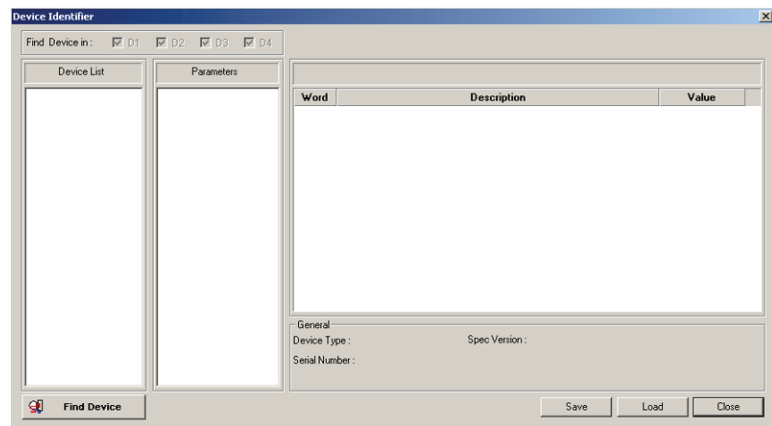 Device Identifier
Find Device in : D1 D2 D3 D4
Device List Parameters
Word Description Value
General
Device Type : Spec Version :
Serial Number :
Find Device Save Load Close